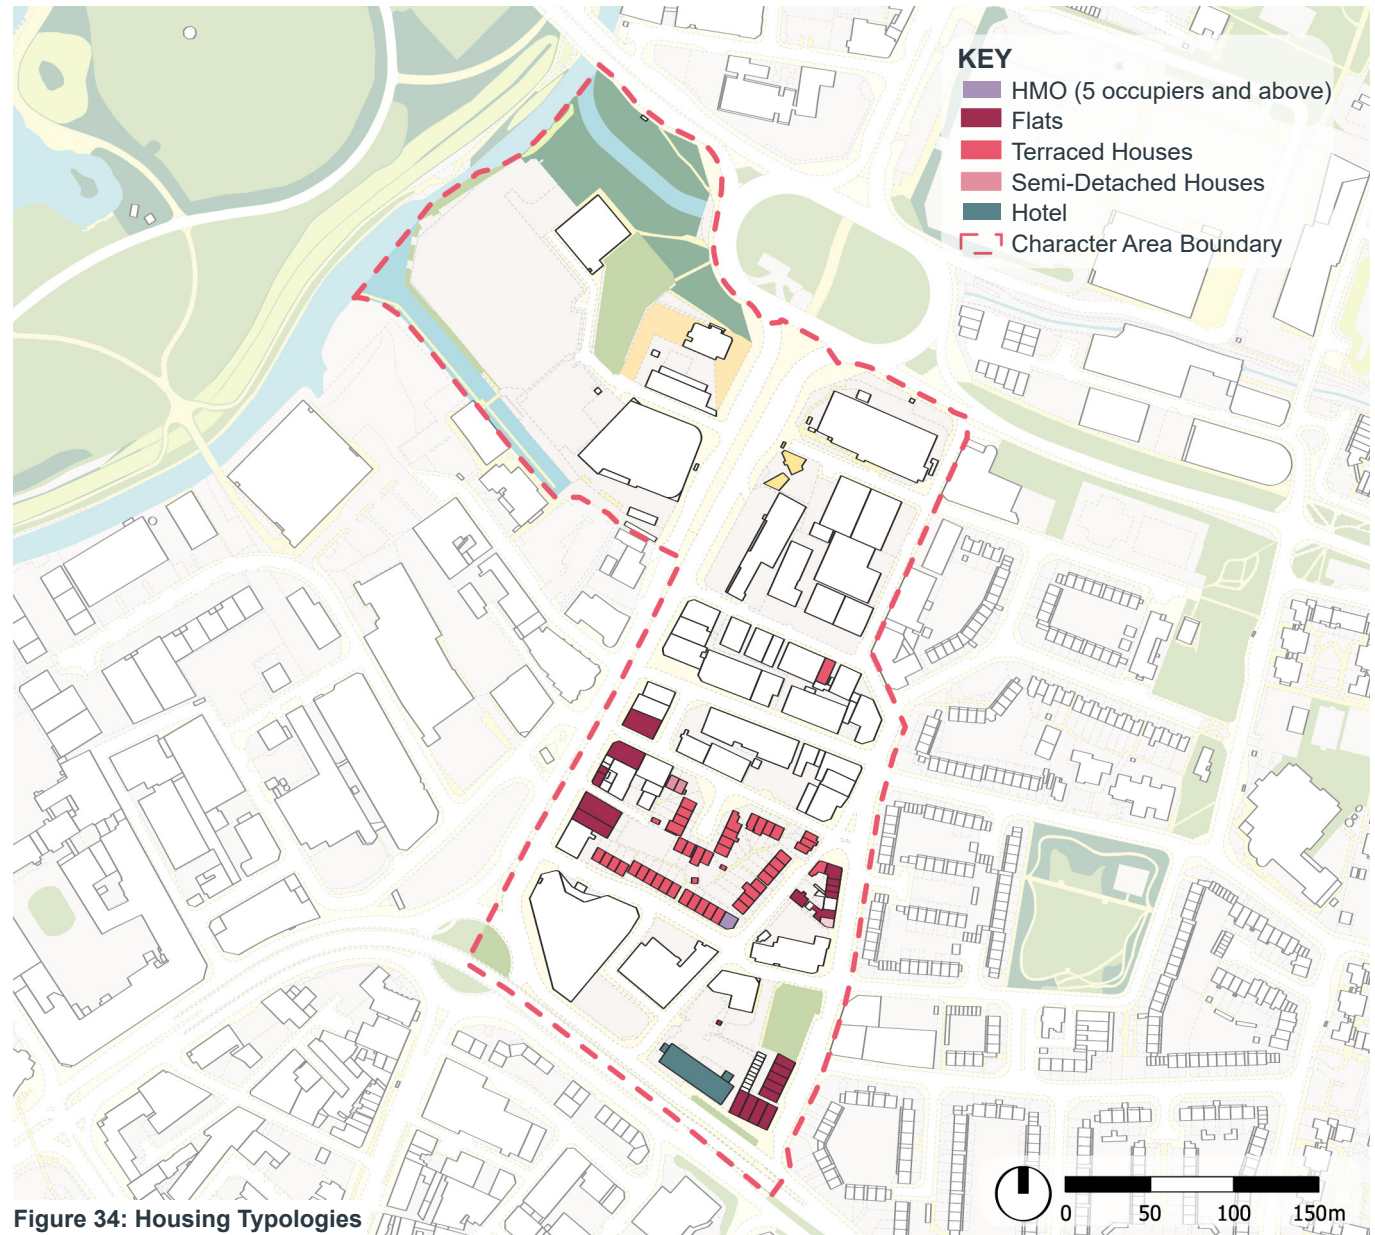 KEY
HMO (5 occupiers and above)
Flats
Terraced Houses
Semi-Detached Houses
Hotel
Character Area Boundary
0 50 100 150m
Figure 34: Housing Typologies